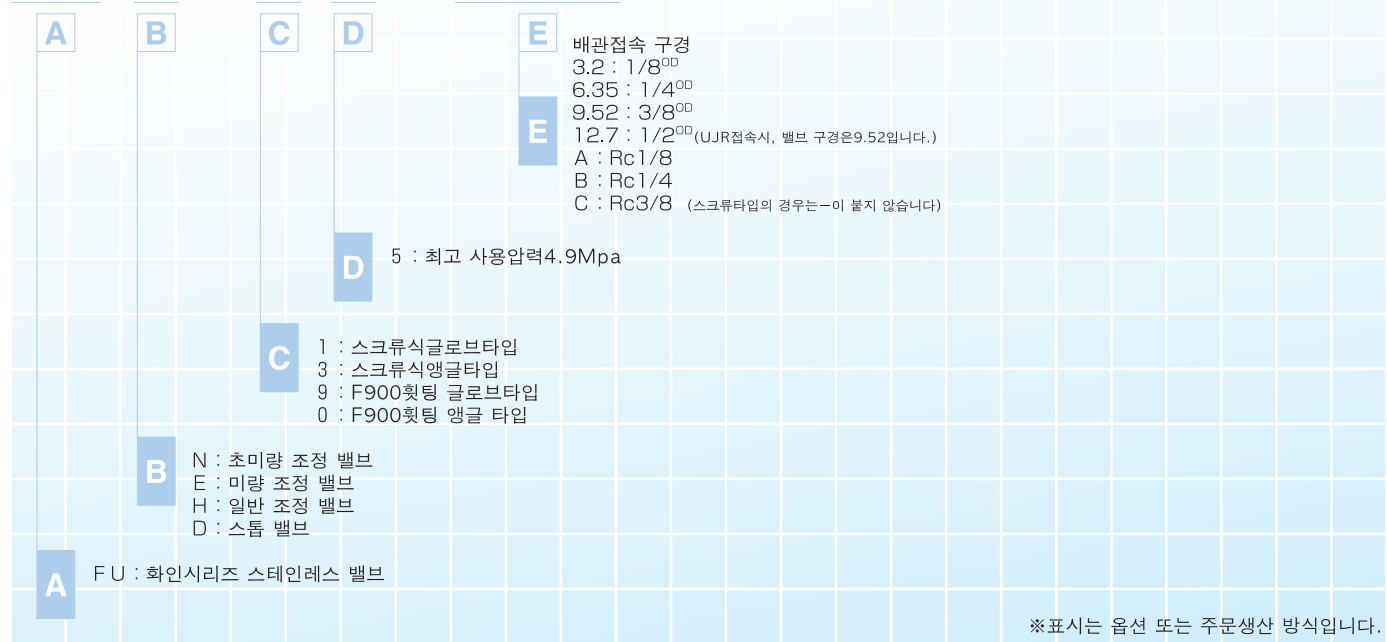 A B C D E
배관접속 구경
3.2 : 1/8OD
6.35 : 1/4OD
9.52 : 3/8OD
E
12.7 : 1/2OD(UJR접속시, 밸브 구경은9.52입니다.)
A : Rc1/8
B : Rc1/4
C : Rc3/8 (스크류타입의 경우는ー이 붙지 않습니다)
D 5 : 최고 사용압력4.9Mpa
C
1 : 스크류식글로브타입
3 : 스크류식앵글타입
9 : F900휫팅 글로브타입
0 : F900휫팅 앵글 타입
B
N : 초미량 조정 밸브
E : 미량 조정 밸브
H : 일반 조정 밸브
D : 스톱 밸브
A FU : 화인시리즈 스테인레스 밸브
※표시는 옵션 또는 주문생산 방식입니다.